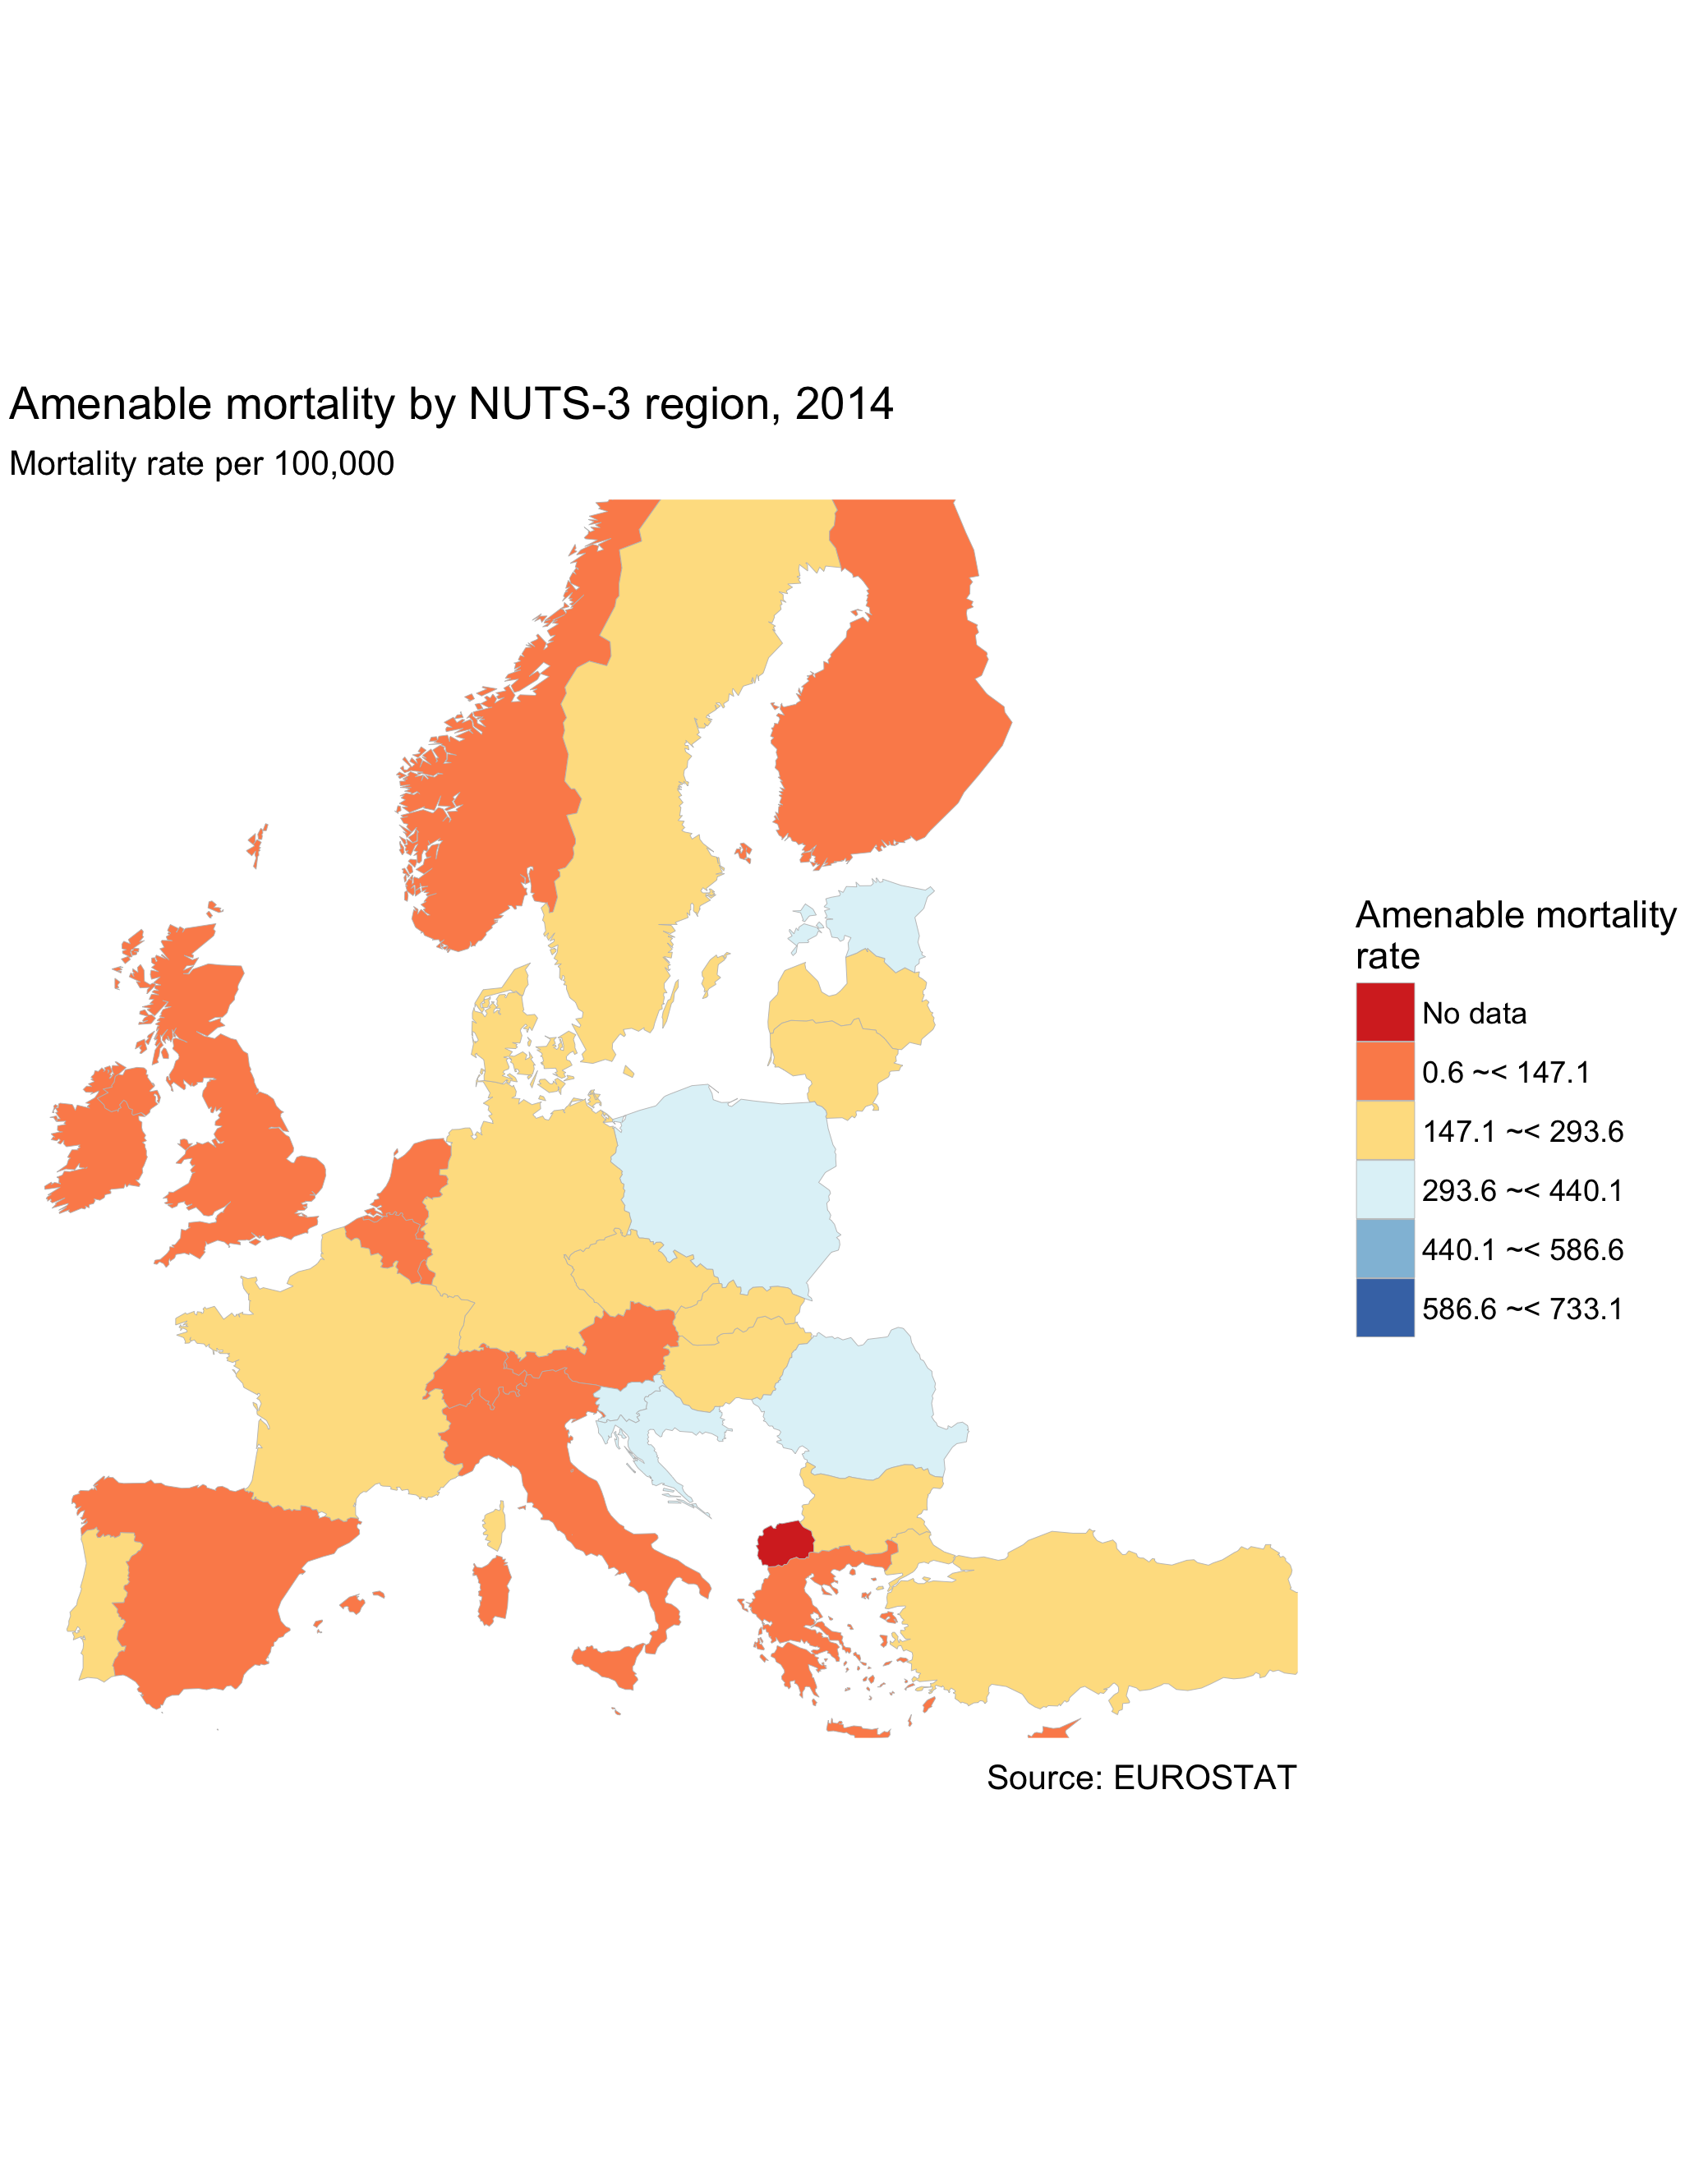 Amenable mortality by NUTS-3 region, 2014
Mortality rate per 100,000
Amenable mortality
rate
No data
0.6 ~< 147.1
147.1 ~< 293.6
293.6 ~< 440.1
440.1 ~< 586.6
586.6 ~< 733.1
Source: EUROSTAT